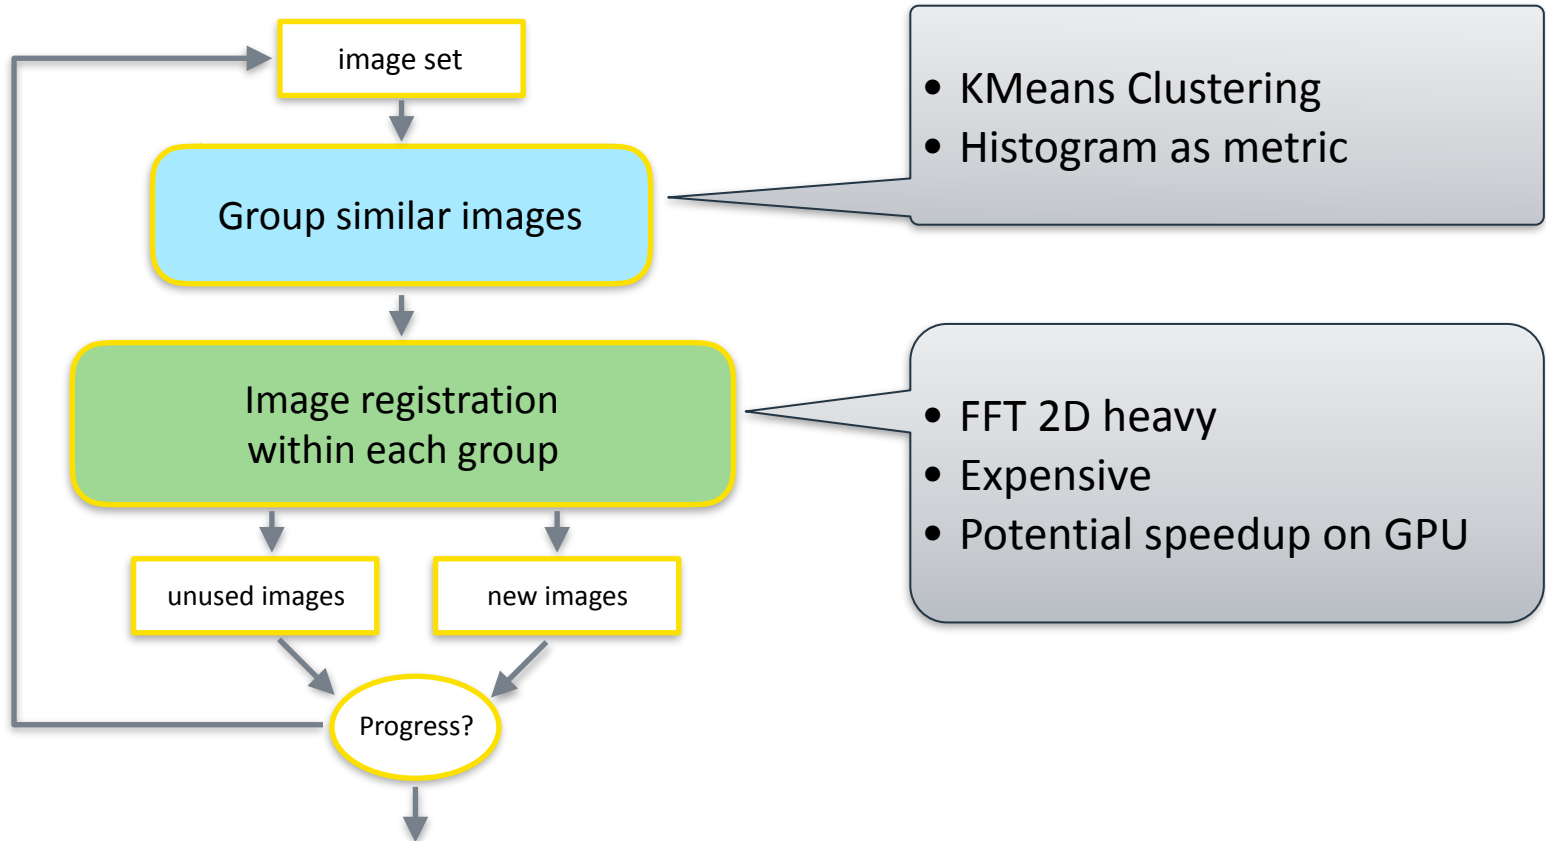 image set
Group similar images
Image registration
within each group
unused images
new images
Progress?
• KMeans Clustering
• Histogram as metric
• FFT 2D heavy
• Expensive
• Potential speedup on GPU